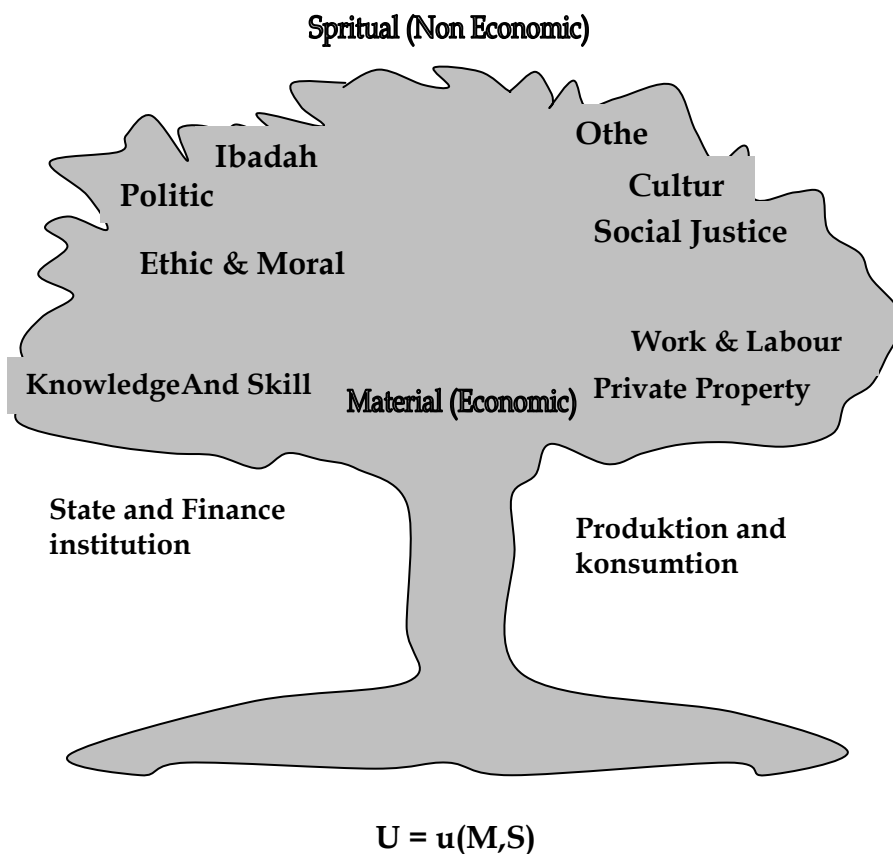 Spritual (Non Economic)
Othe
Ibadah
Cultur
Politic
Social Justice
Ethic & Moral
Work & Labour
KnowledgeAnd Skill
Private Property
Material (Economic)
State and Finance
institution
Produktion and
konsumtion
U = u(M,S)